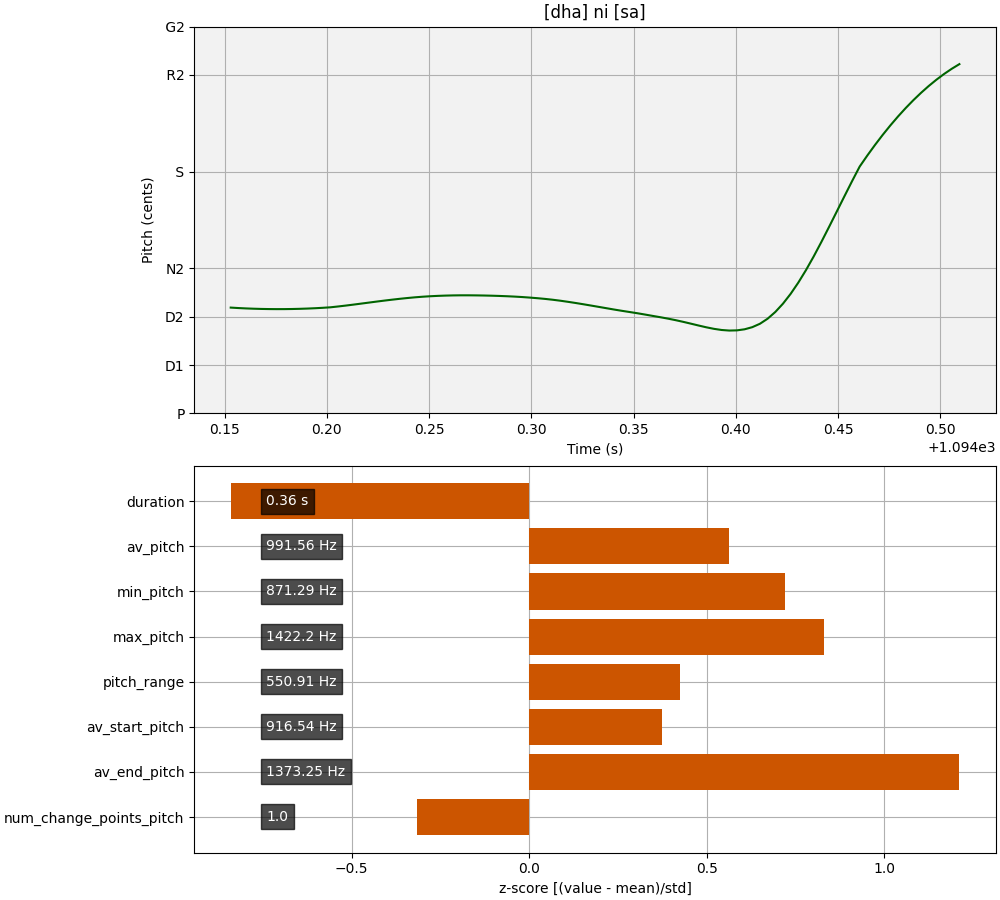 [dha] ni [sa]
G2
R2
S
N2
D2
D1
P
Pitch (cents)
0.15 0.20 0.25 0.30 0.35 0.40 0.45 0.50
Time (s)
+1.094e3
duration 0.36 s
av_pitch 991.56 Hz
min_pitch 871.29 Hz
max_pitch 1422.2 Hz
pitch_range 550.91 Hz
av_start_pitch 916.54 Hz
av_end_pitch 1373.25 Hz
num_change_points_pitch 1.0
−0.5 0.0 0.5 1.0
z-score [(value - mean)/std]